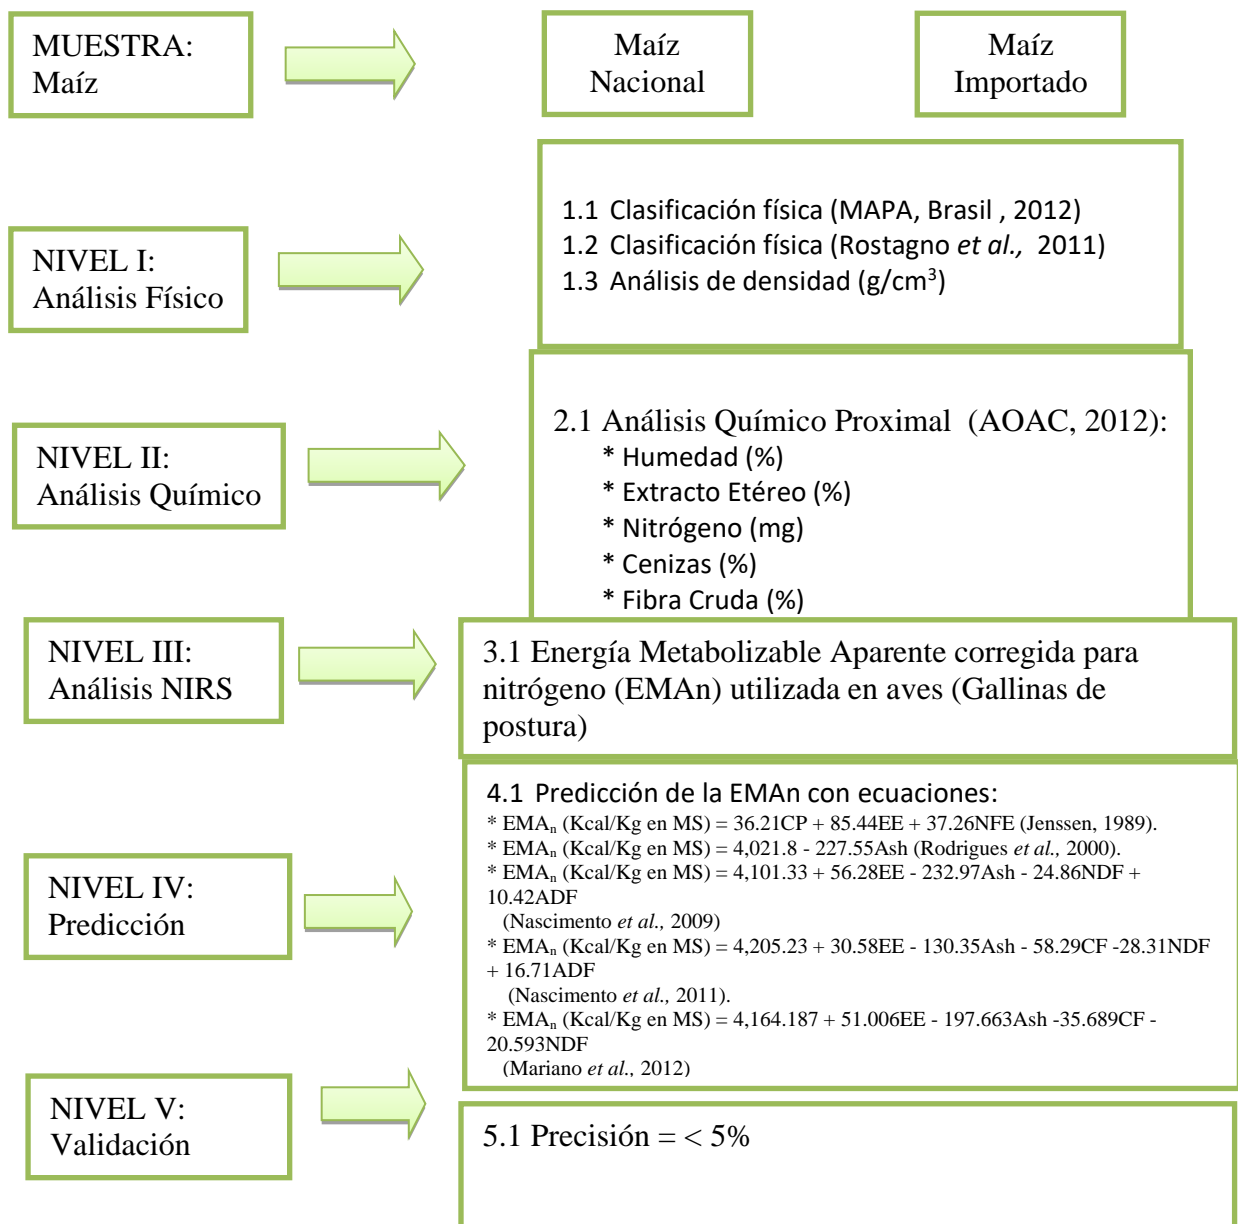 MUESTRA:
Maíz
Maíz
Nacional
Maíz
Importado
NIVEL I:
Análisis Físico
1.1 Clasificación física (MAPA, Brasil , 2012)
1.2 Clasificación física (Rostagno et al., 2011)
1.3 Análisis de densidad (g/cm³)
NIVEL II:
Análisis Químico
2.1 Análisis Químico Proximal (AOAC, 2012):
* Humedad (%)
* Extracto Etéreo (%)
* Nitrógeno (mg)
* Cenizas (%)
* Fibra Cruda (%)
NIVEL III:
Análisis NIRS
3.1 Energía Metabolizable Aparente corregida para
nitrógeno (EMAn) utilizada en aves (Gallinas de
postura)
NIVEL IV:
Predicción
4.1 Predicción de la EMAn con ecuaciones:
* EMAₙ (Kcal/Kg en MS) = 36.21CP + 85.44EE + 37.26NFE (Jenssen, 1989).
* EMAₙ (Kcal/Kg en MS) = 4,021.8 - 227.55Ash (Rodrigues et al., 2000).
* EMAₙ (Kcal/Kg en MS) = 4,101.33 + 56.28EE - 232.97Ash - 24.86NDF +
10.42ADF
(Nascimento et al., 2009)
* EMAₙ (Kcal/Kg en MS) = 4,205.23 + 30.58EE - 130.35Ash - 58.29CF -28.31NDF
+ 16.71ADF
(Nascimento et al., 2011).
* EMAₙ (Kcal/Kg en MS) = 4,164.187 + 51.006EE - 197.663Ash -35.689CF -
20.593NDF
(Mariano et al., 2012)
NIVEL V:
Validación
5.1 Precisión = < 5%